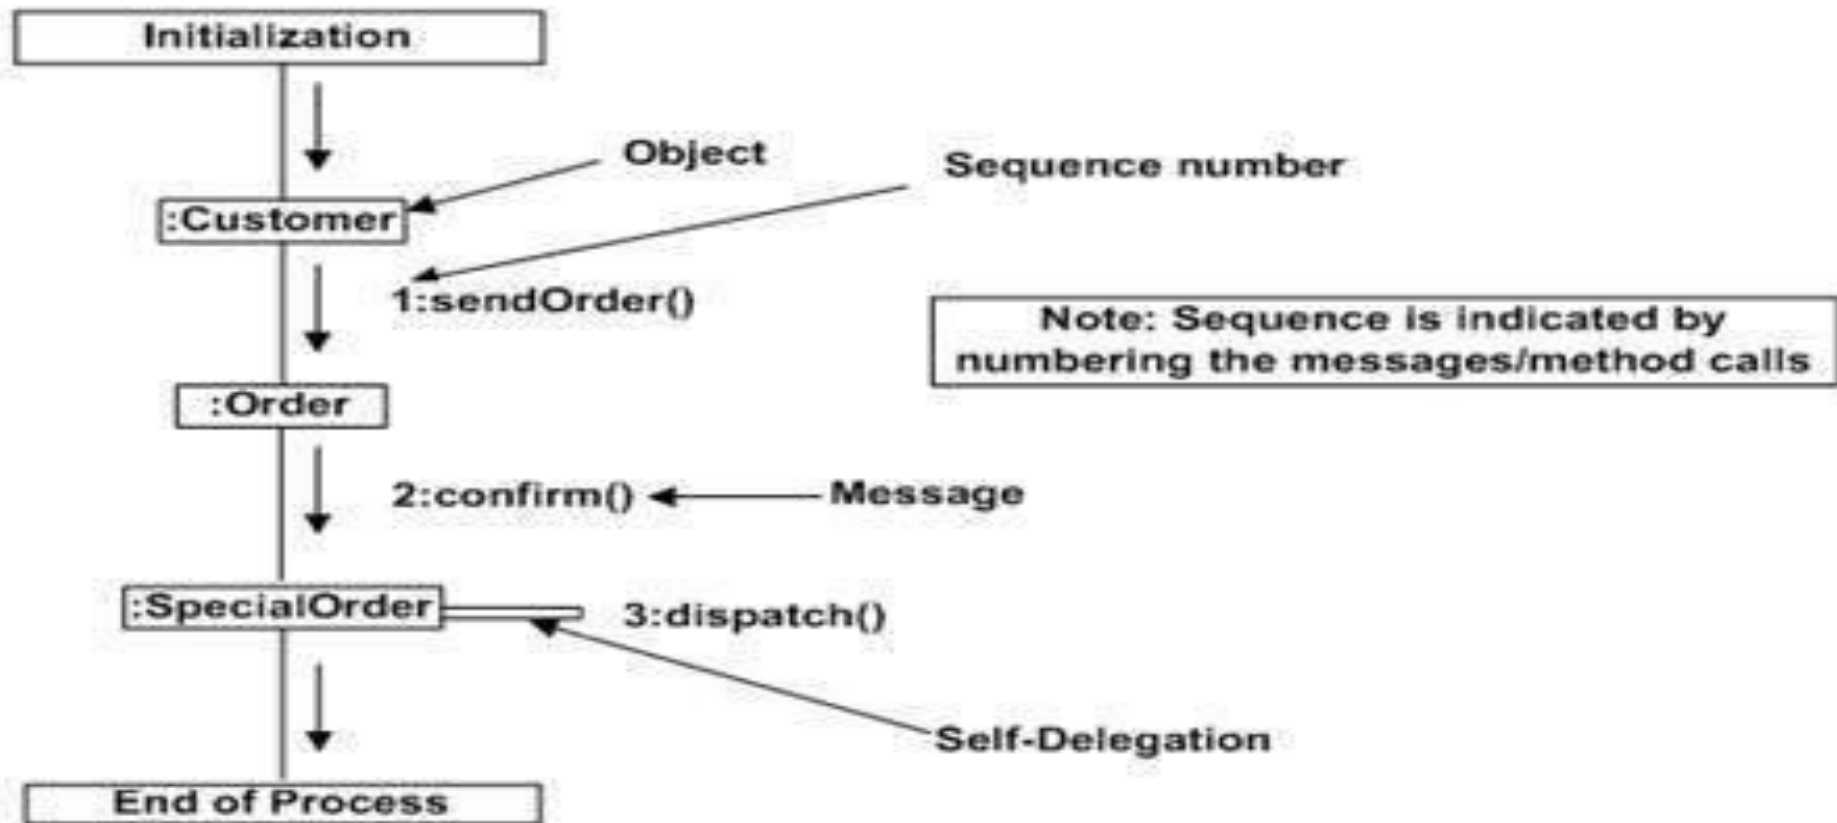 Initialization
Object
Sequence number
:Customer
1:sendOrder()
Note: Sequence is indicated by
numbering the messages/method calls
:Order
2:confirm()
Message
:SpecialOrder
3:dispatch()
Self-Delegation
End of Process